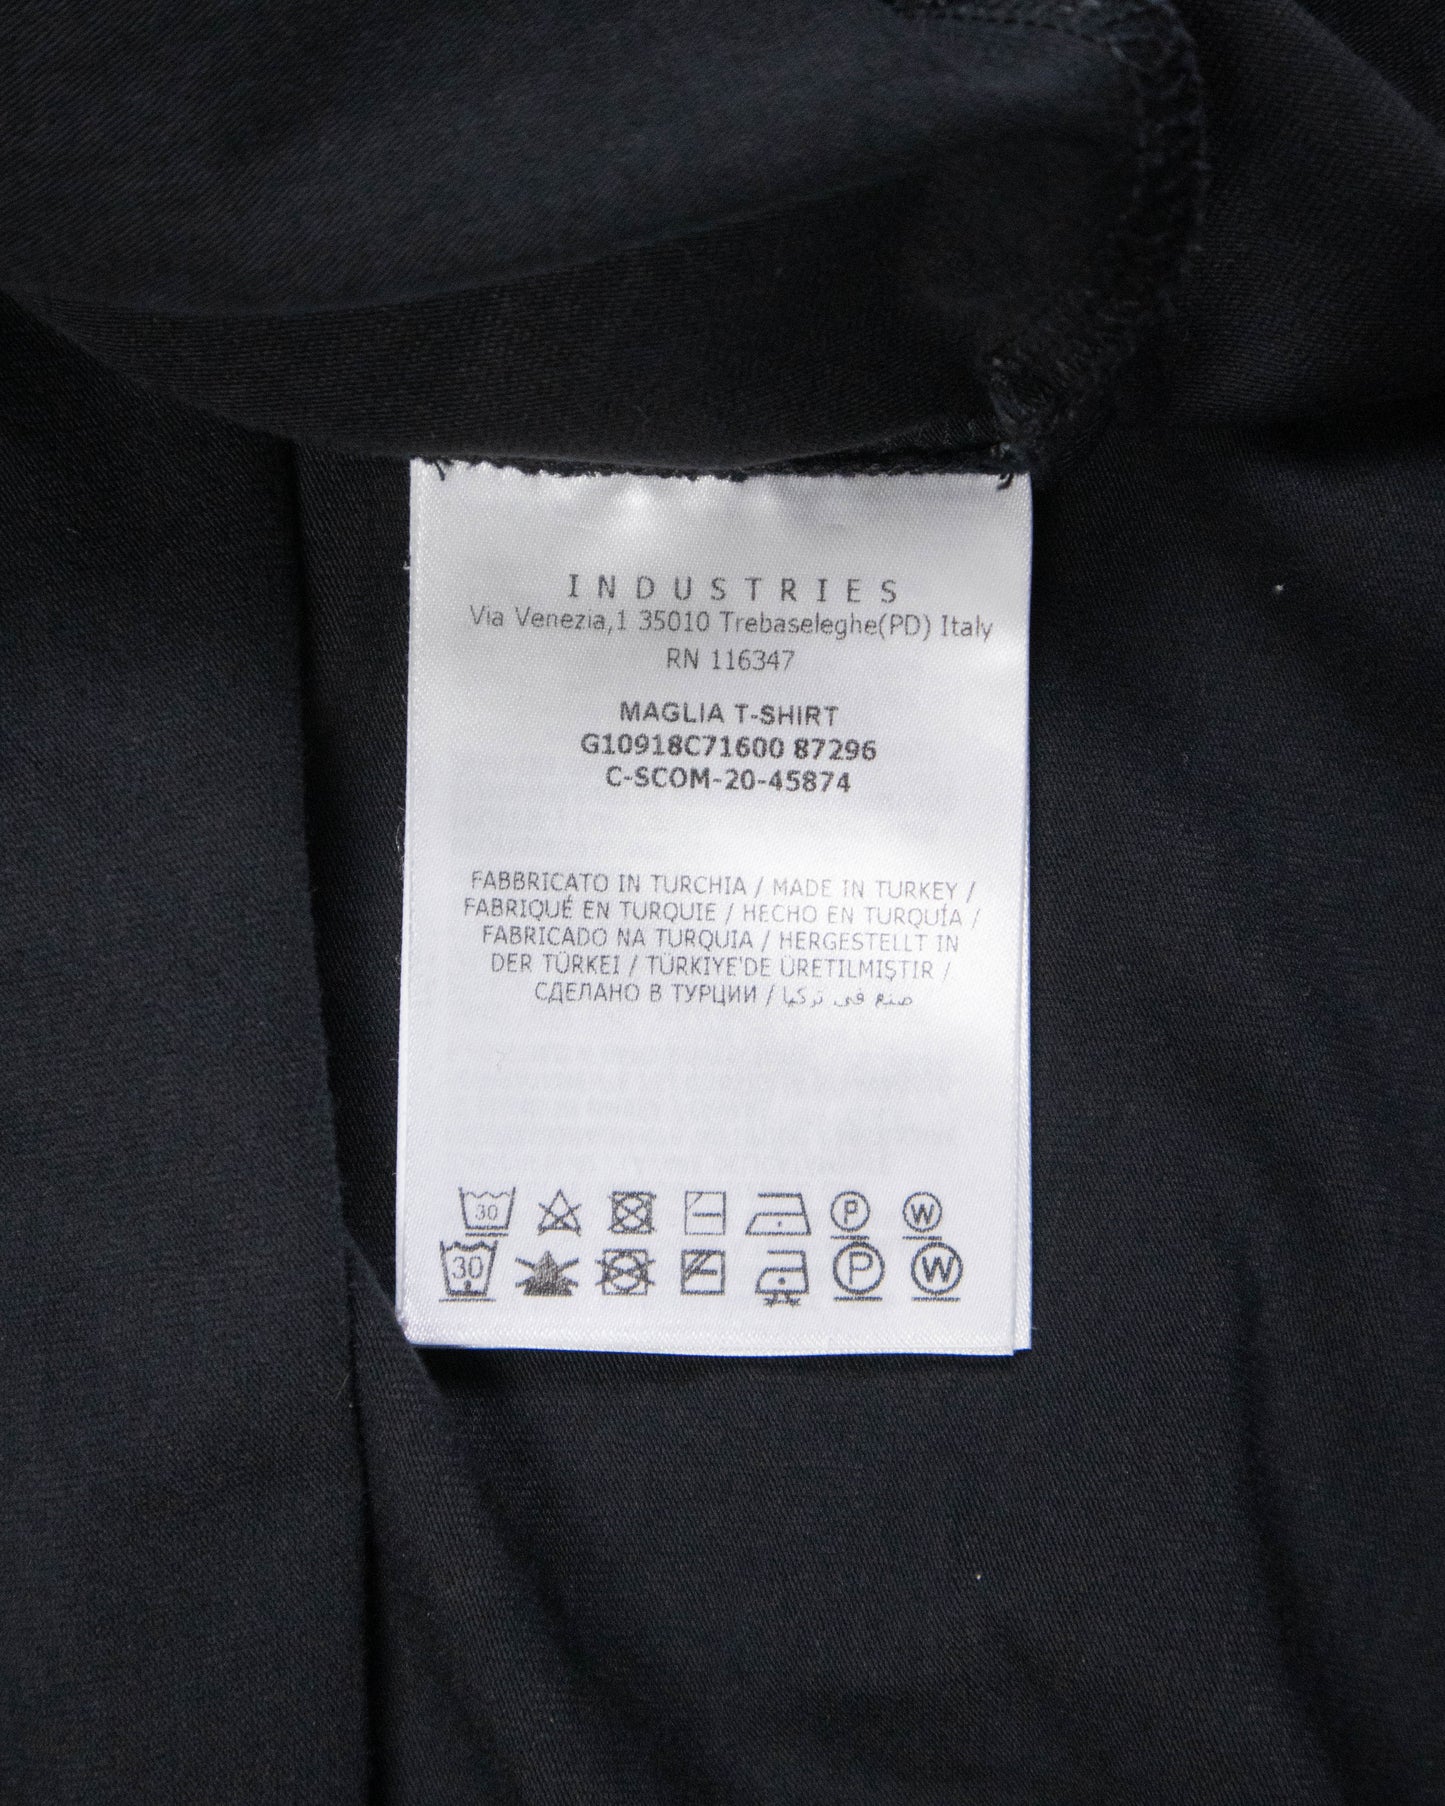 INDUSTRIES
Via Venezia,1 35010 Trebaseleghe(PD) Italy
RN 116347
MAGLIA T-SHIRT
G10918C71600 87296
C-SCOM-20-45874
FABBRICATO IN TURCHIA / MADE IN TURKEY /
FABRIQUÉ EN TURQUIE / HECHO EN TURQUÍA /
FABRICADO NA TURQUIA / HERGESTELLT IN
DER TÜRKEI / TÜRKIYE'DE ÜRETILMIŞTIR /
СДЕЛАНО В ТУРЦИИ / صنع في تركيا
30 P W
30 P W